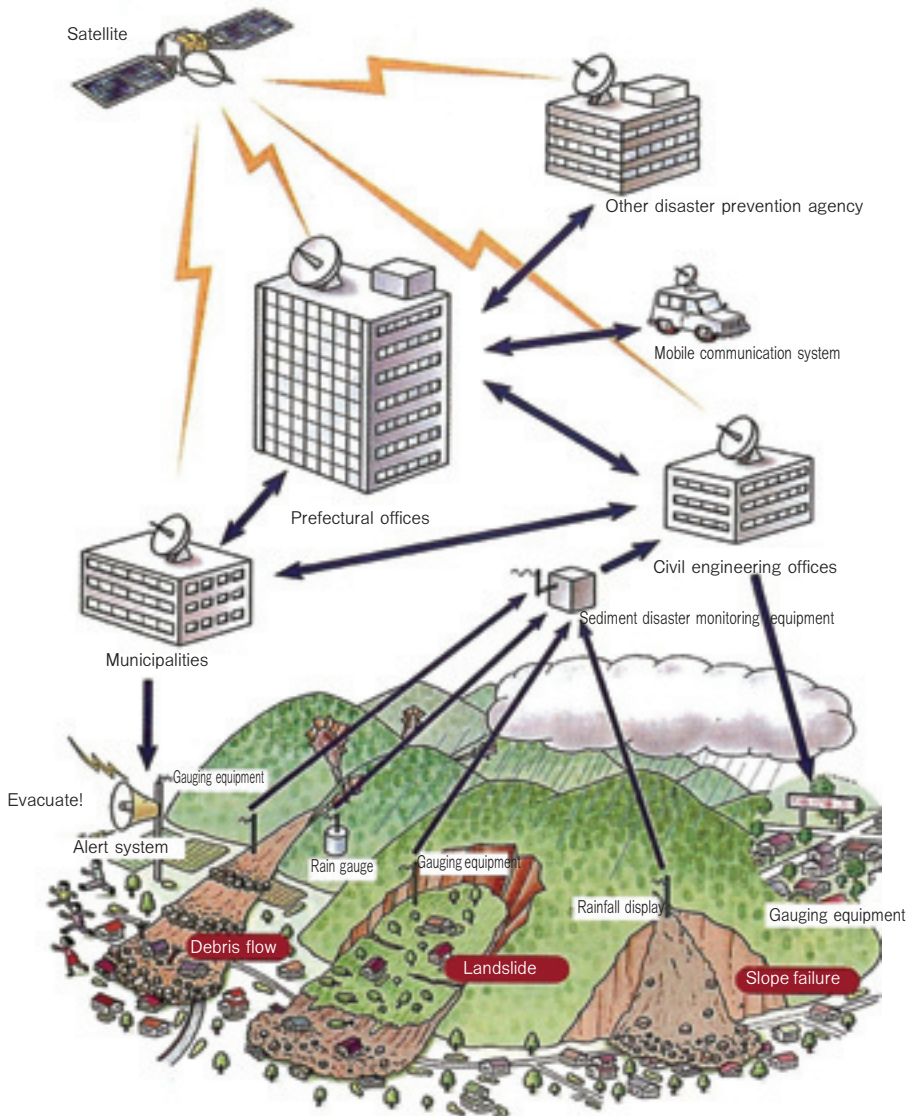 Satellite
Other disaster prevention agency
Mobile communication system
Prefectural offices
Civil engineering offices
Sediment disaster monitoring equipment
Municipalities
Gauging equipment
Evacuate!
Alert system
Rain gauge
Gauging equipment
Rainfall display
Gauging equipment
Debris flow
Landslide
Slope failure